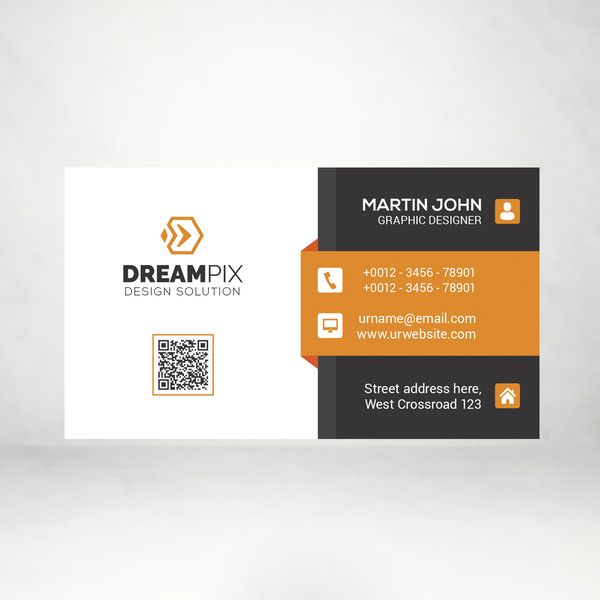 DREAMPIX
DESIGN SOLUTION
MARTIN JOHN
GRAPHIC DESIGNER
+0012 - 3456 - 78901
+0012 - 3456 - 78901
urname@email.com
www.urwebsite.com
Street address here,
West Crossroad 123